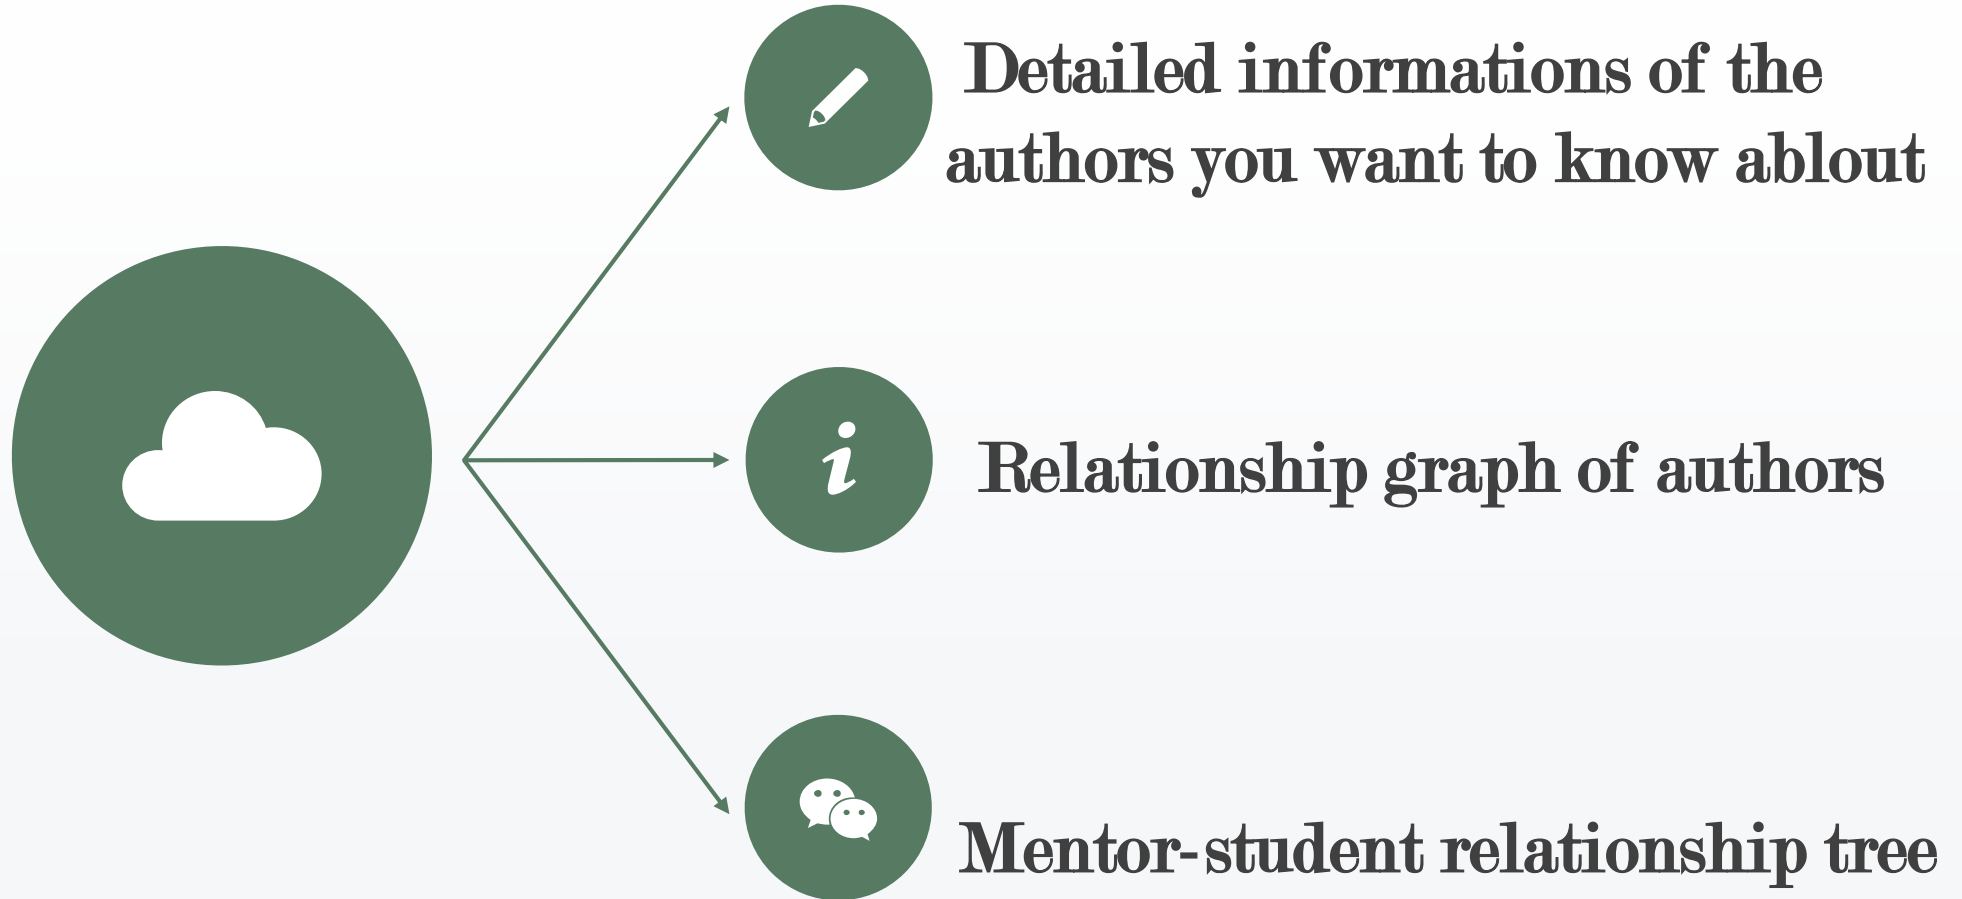 Detailed informations of the
authors you want to know ablout
Relationship graph of authors
Mentor-student relationship tree